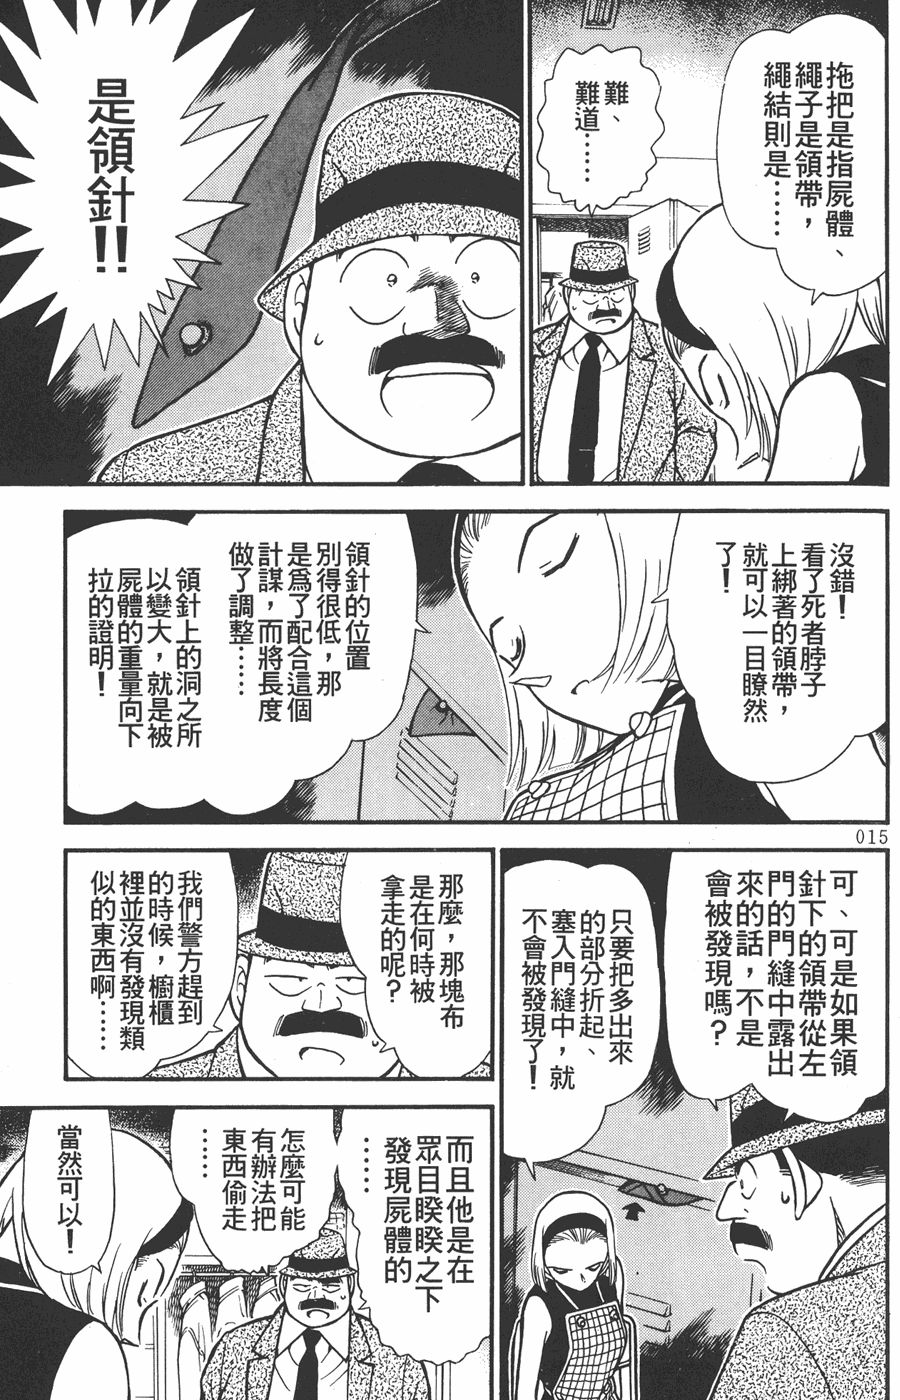 拖把是指屍體、
繩子是領帶，
繩結則是……
難、
難道……
是領針!!
沒錯！
看了死者脖子
上綁著的領帶，
就可以一目瞭然
了！
領針的位置
別得很低，那
是為了配合這個
計謀，而將長度
做了調整……
領針上的洞之所
以變大，就是被
屍體的重量向下
拉的證明！
015
可、可是如果領
針下的領帶從左
門的門縫中露出
來的話，不是
會被發現嗎？
只要把多出來
的部分折起、
塞入門縫中，就
不會被發現了！
那麼，那塊布
是在何時被
拿走的呢？
我們警方趕到
的時候，櫥櫃
裡並沒有發現類
似的東西啊……
而且他是在
眾目睽睽之下
發現屍體的
……
怎麼可能
有辦法把
東西偷走
……
當然可以！